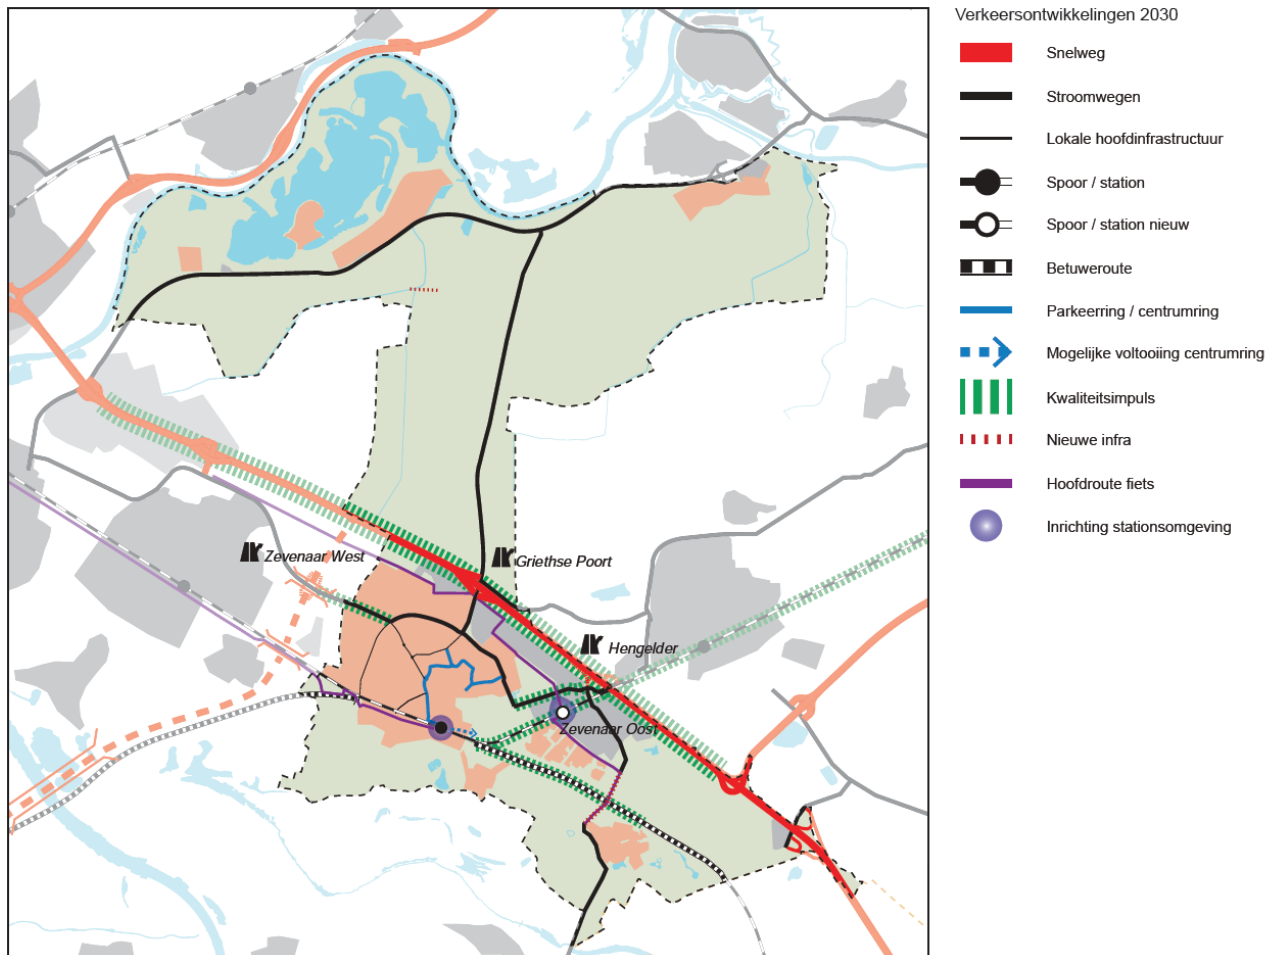 Verkeersontwikkelingen 2030
Snelweg
Stroomwegen
Lokale hoofdinfrastructuur
Spoor / station
Spoor / station nieuw
Betuweroute
Parkeerring / centrumring
Mogelijke voltooiing centrumring
Kwaliteitsimpuls
Nieuwe infra
Hoofdroute fiets
Inrichting stationsomgeving
Zevenaar West
Griethse Poort
Hengelder
Zevenaar Oost